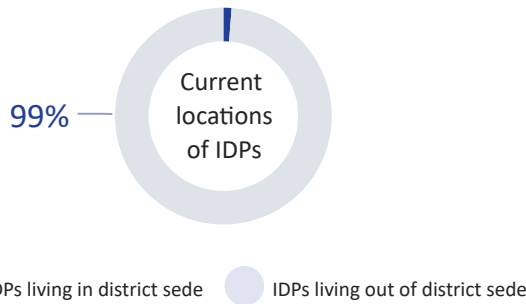 Current
locations
of IDPs
99%
DPs living in district sede
IDPs living out of district sede